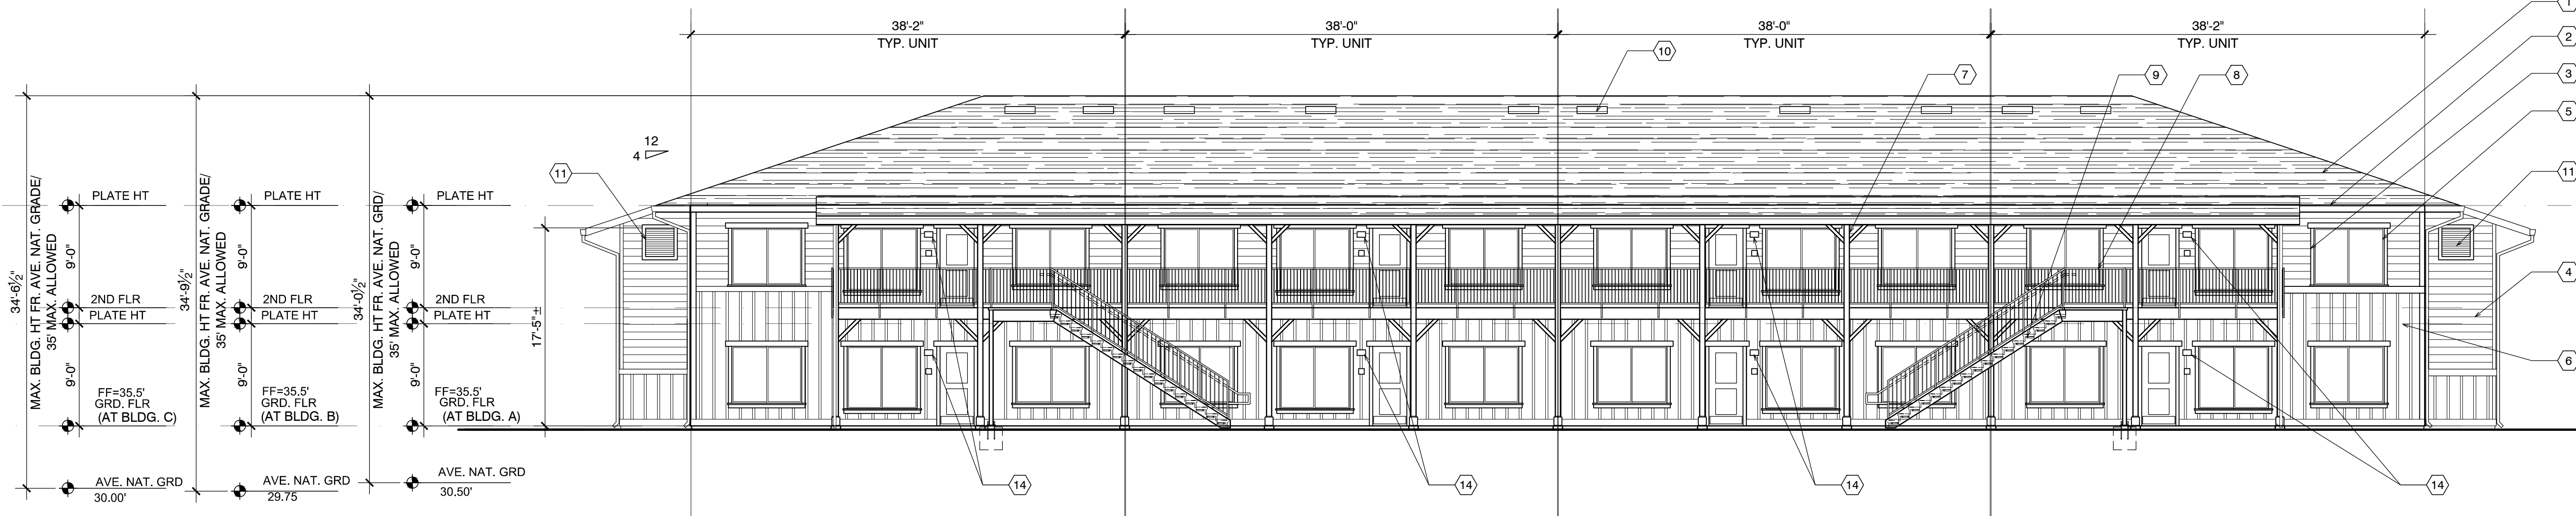 38'-2"
TYP. UNIT
38'-0"
TYP. UNIT
38'-0"
TYP. UNIT
38'-2"
TYP. UNIT
1
2
3
5
11
4
6
10
7
9
8
12
4
11
34'-6½"
MAX. BLDG. HT FR. AVE. NAT. GRADE/
35' MAX. ALLOWED
PLATE HT
9'-0"
2ND FLR
PLATE HT
9'-0"
FF=35.5'
GRD. FLR
(AT BLDG. C)
AVE. NAT. GRD
30.00'
34'-9½"
MAX. BLDG. HT FR. AVE. NAT. GRADE/
35' MAX. ALLOWED
PLATE HT
9'-0"
2ND FLR
PLATE HT
9'-0"
FF=35.5'
GRD. FLR
(AT BLDG. B)
AVE. NAT. GRD
29.75
34'-0½"
MAX. BLDG. HT FR. AVE. NAT. GRD/
35' MAX. ALLOWED
PLATE HT
9'-0"
2ND FLR
PLATE HT
9'-0"
FF=35.5'
GRD. FLR
(AT BLDG. A)
AVE. NAT. GRD
30.50'
17'-5"±
14
14
14
14